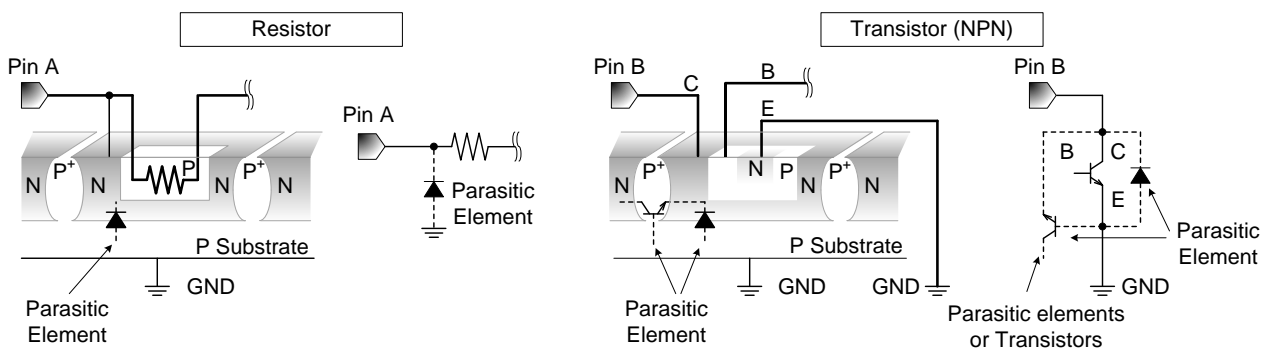 Resistor
Transistor (NPN)
Pin A
Pin A
Pin B
C
B
E
Pin B
N
P+
N
P
N
P+
N
Parasitic
Element
N
P+
N
N
P
N
P+
N
B
C
E
P Substrate
P Substrate
Parasitic
Element
GND
GND
GND
GND
Parasitic
Element
Parasitic
Element
Parasitic elements
or Transistors